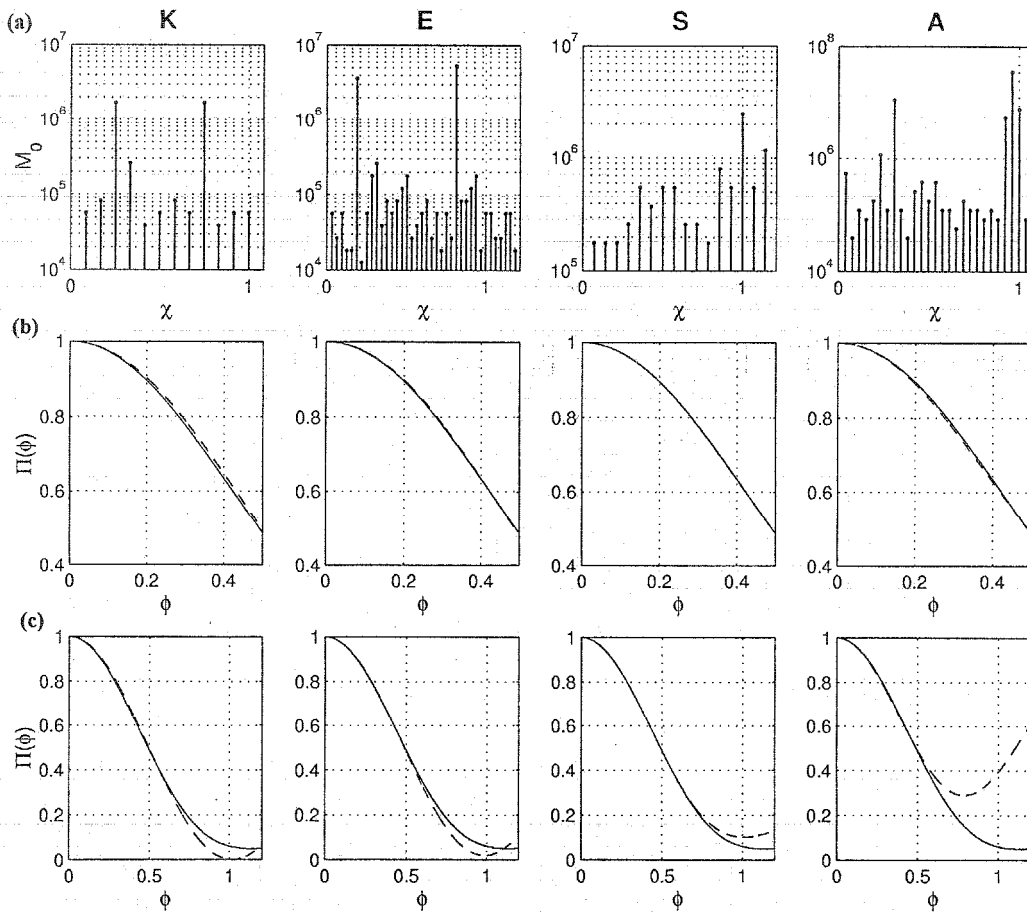 (a) K E S A
10^7 10^7 10^7 10^8
10^6 10^6 10^6 10^6
M_0
10^5 10^5
10^4 10^4 10^5 10^4
0 1 0 1 0 1 0 1
χ χ χ χ
(b)
1 1 1 1
0.8 0.8 0.8 0.8
Π(φ)
0.6 0.6 0.6 0.6
0.4 0.4 0.4 0.4
0 0.2 0.4 0 0.2 0.4 0 0.2 0.4 0 0.2 0.4
φ φ φ φ
(c)
1 1 1 1
0.8 0.8 0.8 0.8
0.6 0.6 0.6 0.6
Π(φ)
0.4 0.4 0.4 0.4
0.2 0.2 0.2 0.2
0 0 0 0
0 0.5 1 0 0.5 1 0 0.5 1 0 0.5 1
φ φ φ φ